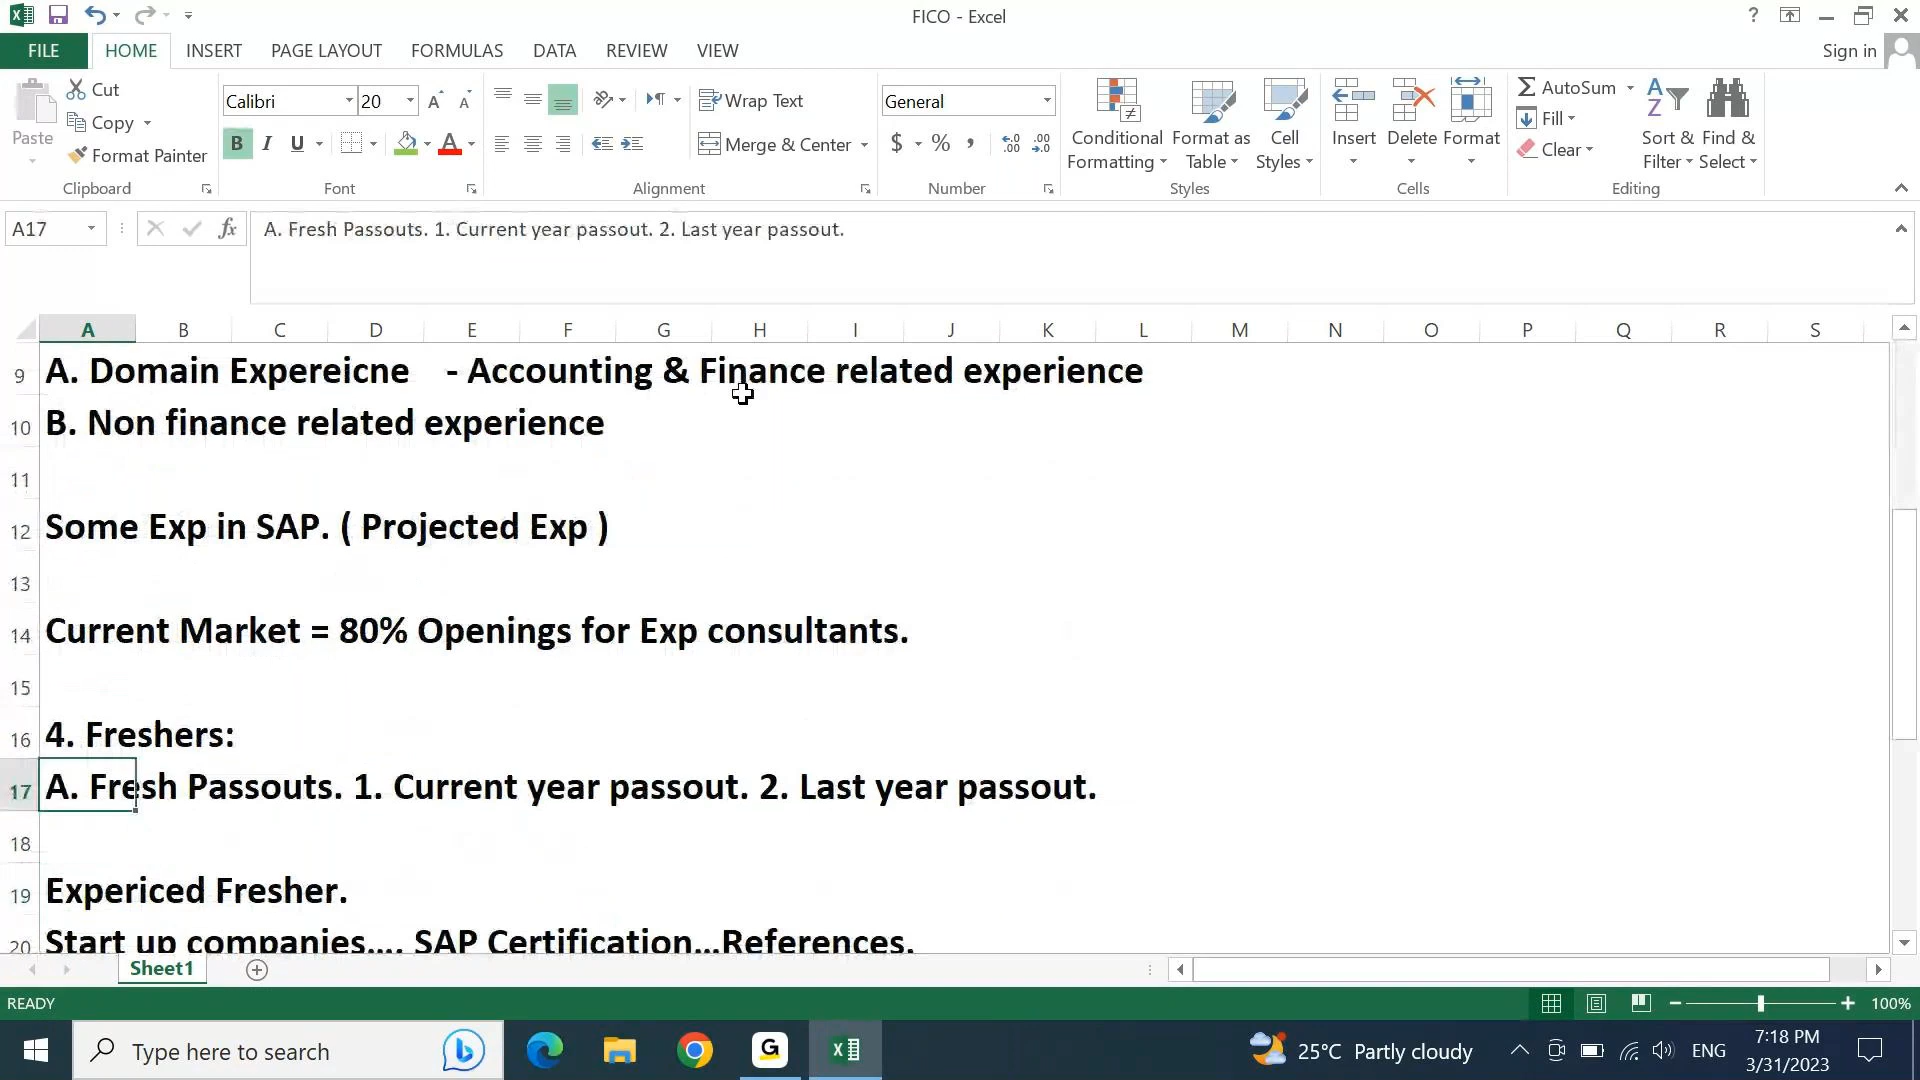 FICO - Excel
?
FILE HOME INSERT PAGE LAYOUT FORMULAS DATA REVIEW VIEW Sign in
Paste
Cut
Copy
Format Painter
Clipboard
Calibri 20 A A
B I U A
Font
Wrap Text
Merge & Center
Alignment
General
$ % ,
Number
Conditional Formatting
Format as Table
Cell Styles
Styles
Insert Delete Format
Cells
AutoSum
Fill
Clear
Sort & Filter
Find & Select
Editing
A17 fx A. Fresh Passouts. 1. Current year passout. 2. Last year passout.
A B C D E F G H I J K L M N O P Q R S
9 A. Domain Expereicne - Accounting & Finance related experience
10 B. Non finance related experience
11
12 Some Exp in SAP. ( Projected Exp )
13
14 Current Market = 80% Openings for Exp consultants.
15
16 4. Freshers:
17 A. Fresh Passouts. 1. Current year passout. 2. Last year passout.
18
19 Expericed Fresher.
20 Start up companies.... SAP Certification...References.
Sheet1
READY 100%
Type here to search
25°C Partly cloudy
ENG
7:18 PM
3/31/2023